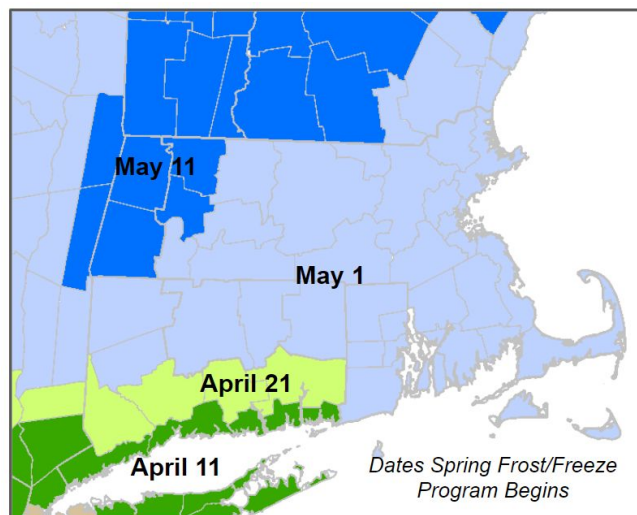 May 11
May 1
April 21
April 11
Dates Spring Frost/Freeze
Program Begins